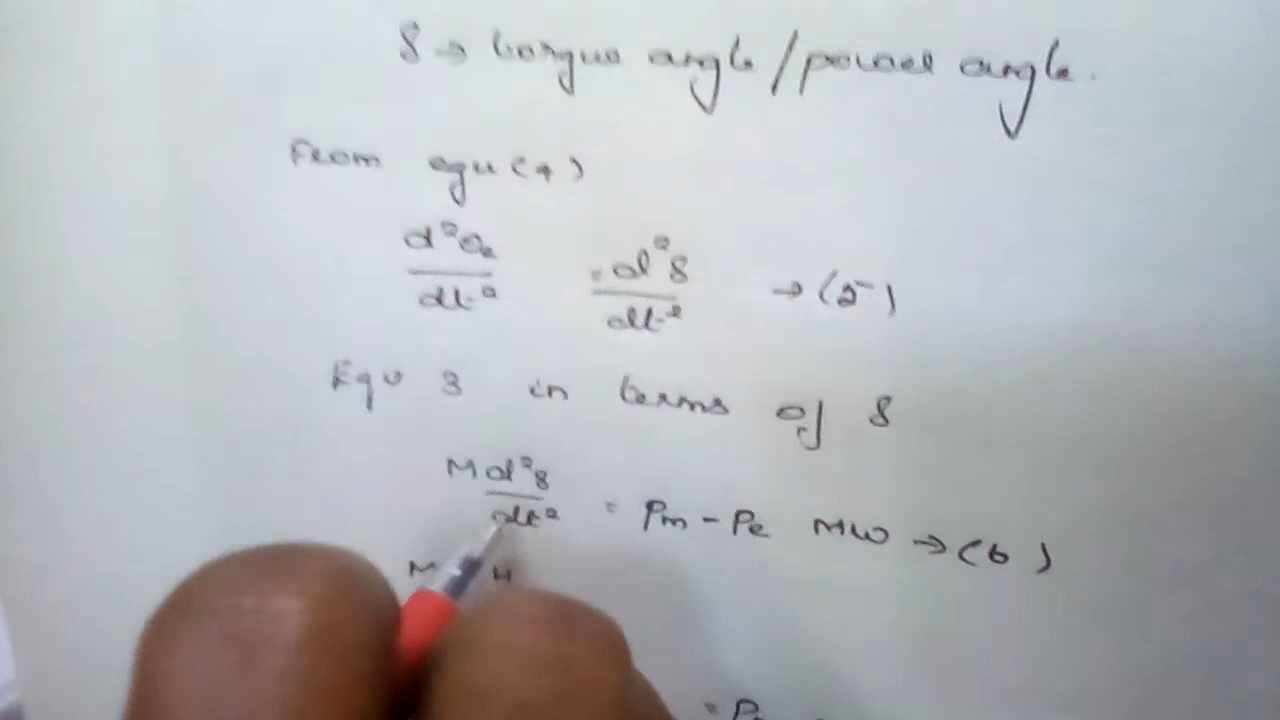 δ → torque angle / power angle.
From equ (4)
d²θe/dt² = d²δ/dt² → (5)
Equ 3 in terms of δ
M d²δ/dt² = Pm - Pe MW → (6)
M H
= P